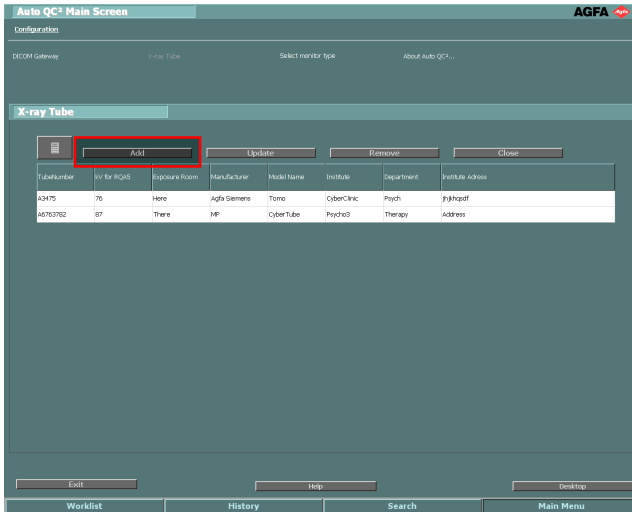 Auto QC² Main Screen
AGFA
Configuration
DICOM Gateway X-ray Tube Select monitor type About Auto QC²...
X-ray Tube
Add Update Remove Close
TubeNumber kV for RQA5 Exposure Room Manufacturer Model Name Institute Department Institute Adress
A3475 76 Here Agfa Siemens Tomo CyberClinic Psych jhjkhqsdf
A6763782 87 There MP CyberTube Psycho3 Therapy Address
Exit Help Desktop
Worklist History Search Main Menu